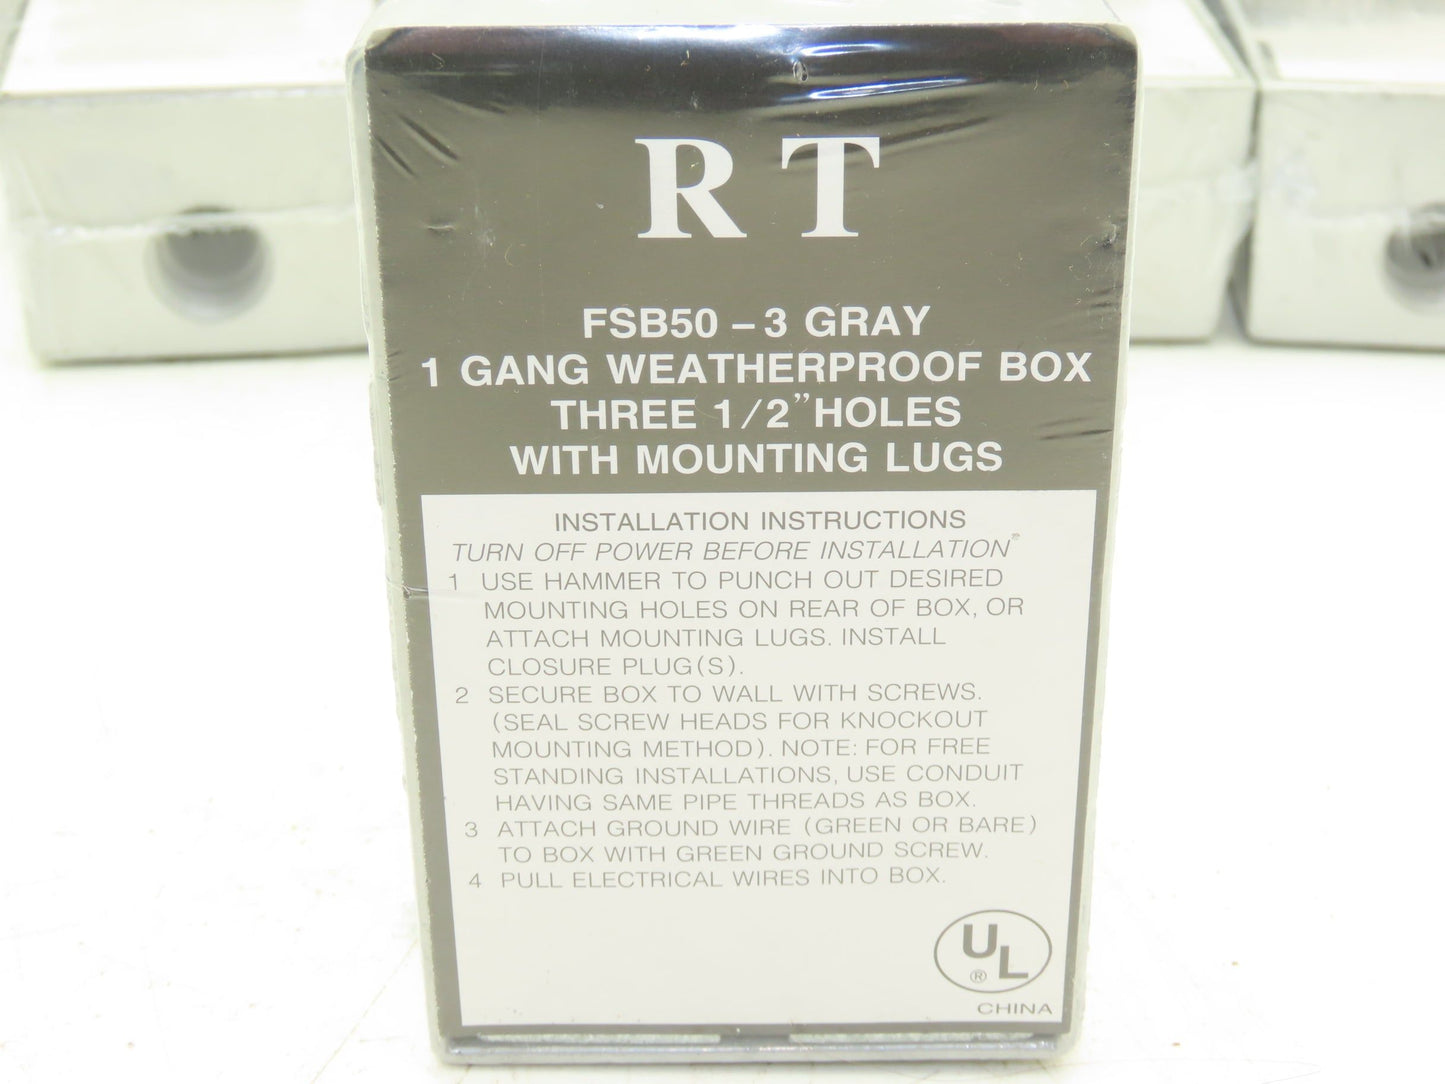 RT
FSB50 – 3 GRAY
1 GANG WEATHERPROOF BOX
THREE 1/2” HOLES
WITH MOUNTING LUGS
INSTALLATION INSTRUCTIONS
TURN OFF POWER BEFORE INSTALLATION
1 USE HAMMER TO PUNCH OUT DESIRED
MOUNTING HOLES ON REAR OF BOX, OR
ATTACH MOUNTING LUGS. INSTALL
CLOSURE PLUG(S).
2 SECURE BOX TO WALL WITH SCREWS.
(SEAL SCREW HEADS FOR KNOCKOUT
MOUNTING METHOD). NOTE: FOR FREE
STANDING INSTALLATIONS, USE CONDUIT
HAVING SAME PIPE THREADS AS BOX.
3 ATTACH GROUND WIRE (GREEN OR BARE)
TO BOX WITH GREEN GROUND SCREW.
4 PULL ELECTRICAL WIRES INTO BOX.
UL ®
CHINA